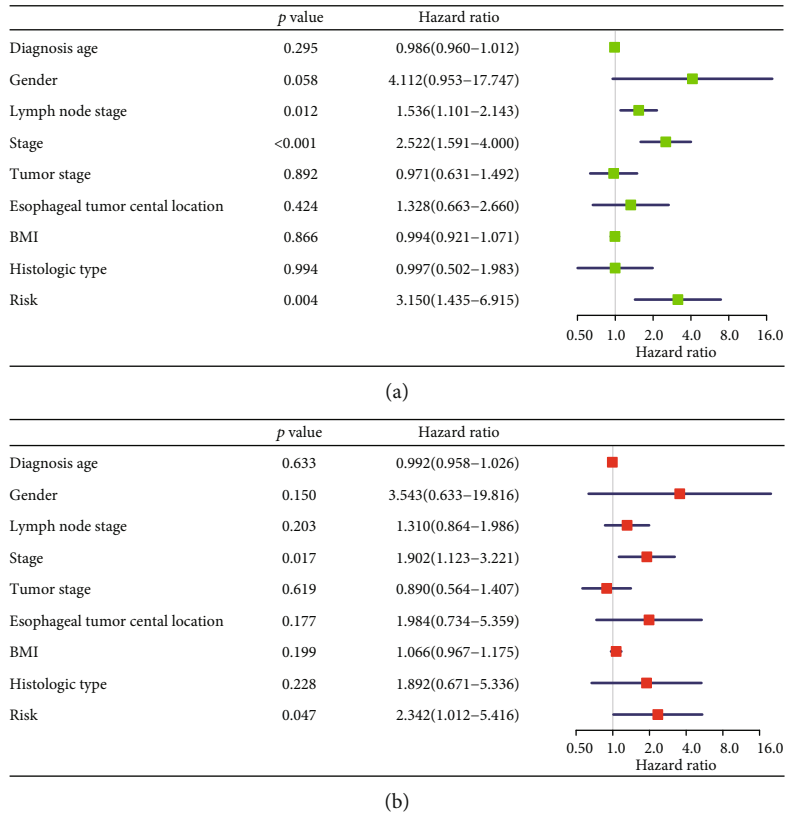 p value Hazard ratio
Diagnosis age 0.295 0.986(0.960−1.012)
Gender 0.058 4.112(0.953−17.747)
Lymph node stage 0.012 1.536(1.101−2.143)
Stage <0.001 2.522(1.591−4.000)
Tumor stage 0.892 0.971(0.631−1.492)
Esophageal tumor cental location 0.424 1.328(0.663−2.660)
BMI 0.866 0.994(0.921−1.071)
Histologic type 0.994 0.997(0.502−1.983)
Risk 0.004 3.150(1.435−6.915)
0.50 1.0 2.0 4.0 8.0 16.0
Hazard ratio
(a)
p value Hazard ratio
Diagnosis age 0.633 0.992(0.958−1.026)
Gender 0.150 3.543(0.633−19.816)
Lymph node stage 0.203 1.310(0.864−1.986)
Stage 0.017 1.902(1.123−3.221)
Tumor stage 0.619 0.890(0.564−1.407)
Esophageal tumor cental location 0.177 1.984(0.734−5.359)
BMI 0.199 1.066(0.967−1.175)
Histologic type 0.228 1.892(0.671−5.336)
Risk 0.047 2.342(1.012−5.416)
0.50 1.0 2.0 4.0 8.0 16.0
Hazard ratio
(b)